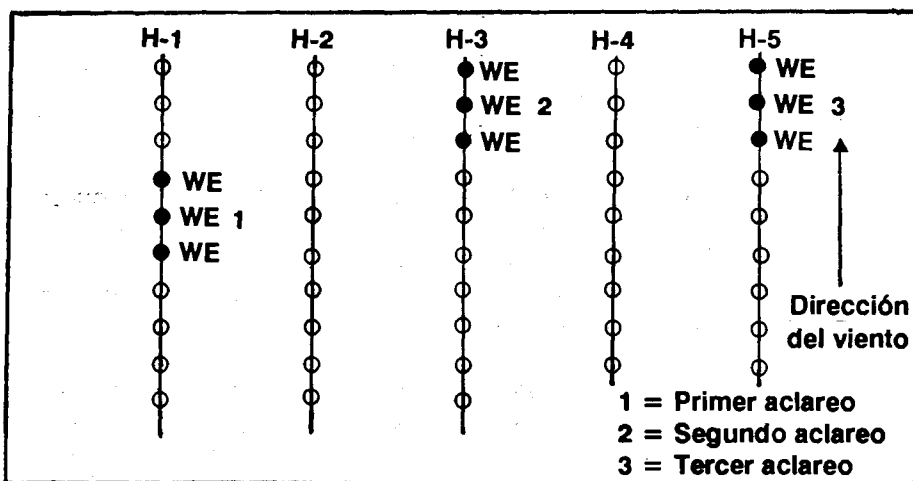 H-1 H-2 H-3 H-4 H-5
WE WE
WE 2 WE 3
WE WE
WE
WE 1
WE
Dirección
del viento
1 = Primer aclareo
2 = Segundo aclareo
3 = Tercer aclareo